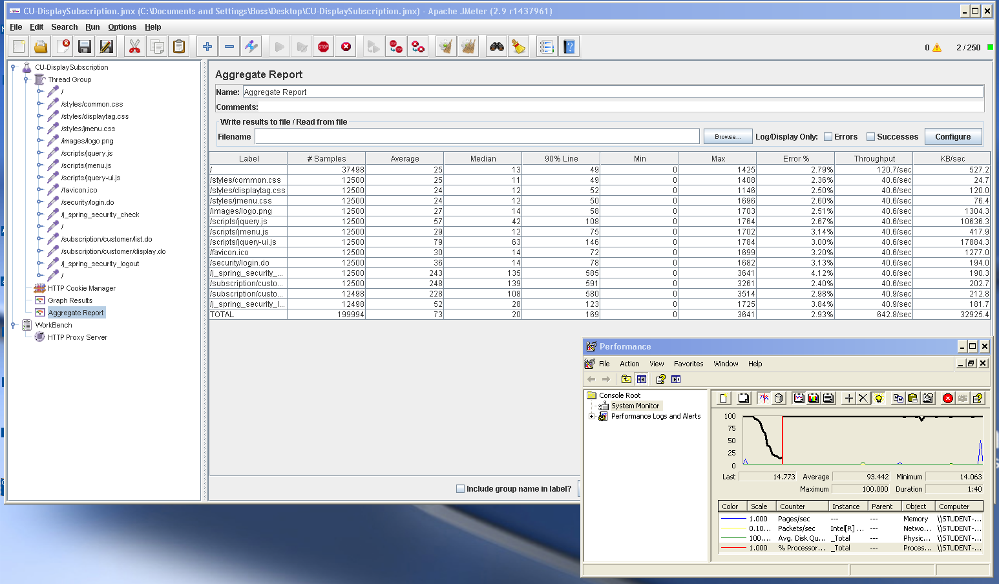 CU-DisplaySubscription.jmx (C:\Documents and Settings\Boss\Desktop\CU-DisplaySubscription.jmx) - Apache JMeter (2.9 r1437961)
File Edit Search Run Options Help
STOP
0 2 / 250
CU-DisplaySubscription
Thread Group
/
/styles/common.css
/styles/displaytag.css
/styles/jmenu.css
/images/logo.png
/scripts/jquery.js
/scripts/jmenu.js
/scripts/jquery-ui.js
/favicon.ico
/security/login.do
/j_spring_security_check
/
/subscription/customer/list.do
/subscription/customer/display.do
/j_spring_security_logout
/
HTTP Cookie Manager
Graph Results
Aggregate Report
WorkBench
HTTP Proxy Server
Aggregate Report
Name: Aggregate Report
Comments:
Write results to file / Read from file
Filename Browse... Log/Display Only: Errors Successes Configure
Label # Samples Average Median 90% Line Min Max Error % Throughput KB/sec
/ 37498 25 13 49 0 1425 2.79% 120.7/sec 527.2
/styles/common.css 12500 25 11 49 0 1408 2.36% 40.6/sec 24.7
/styles/displaytag.css 12500 24 12 52 0 1146 2.50% 40.6/sec 120.0
/styles/jmenu.css 12500 24 12 50 0 1696 2.60% 40.6/sec 76.4
/images/logo.png 12500 27 14 58 0 1703 2.51% 40.6/sec 1304.3
/scripts/jquery.js 12500 57 42 108 0 1764 2.67% 40.6/sec 10636.3
/scripts/jmenu.js 12500 29 12 75 0 1702 3.14% 40.6/sec 417.9
/scripts/jquery-ui.js 12500 79 63 146 0 1784 3.00% 40.6/sec 17884.3
/favicon.ico 12500 30 14 72 0 1699 3.20% 40.6/sec 1277.0
/security/login.do 12500 36 14 78 0 1682 3.13% 40.6/sec 194.0
/j_spring_security_... 12500 243 135 585 0 3641 4.12% 40.6/sec 190.3
/subscription/custo... 12500 248 139 591 0 3261 2.40% 40.6/sec 202.7
/subscription/custo... 12498 228 108 580 0 3514 2.98% 40.9/sec 212.8
/j_spring_security_l... 12498 52 28 123 0 1725 3.84% 40.9/sec 181.7
TOTAL 199994 73 20 169 0 3641 2.93% 642.8/sec 32925.4
Include group name in label?
Performance
File Action View Favorites Window Help
Console Root
System Monitor
Performance Logs and Alerts
100
75
50
25
0
Last 14.773 Average 93.442 Minimum 14.063
Maximum 100.000 Duration 1:40
Color Scale Counter Instance Parent Object Computer
1.000 Pages/sec --- --- Memory \\STUDENT-...
0.10... Packets/sec Intel[R] ... --- Netwo... \\STUDENT-...
100.... Avg. Disk Qu... _Total --- Physic... \\STUDENT-...
1.000 % Processor... _Total --- Proces... \\STUDENT-...